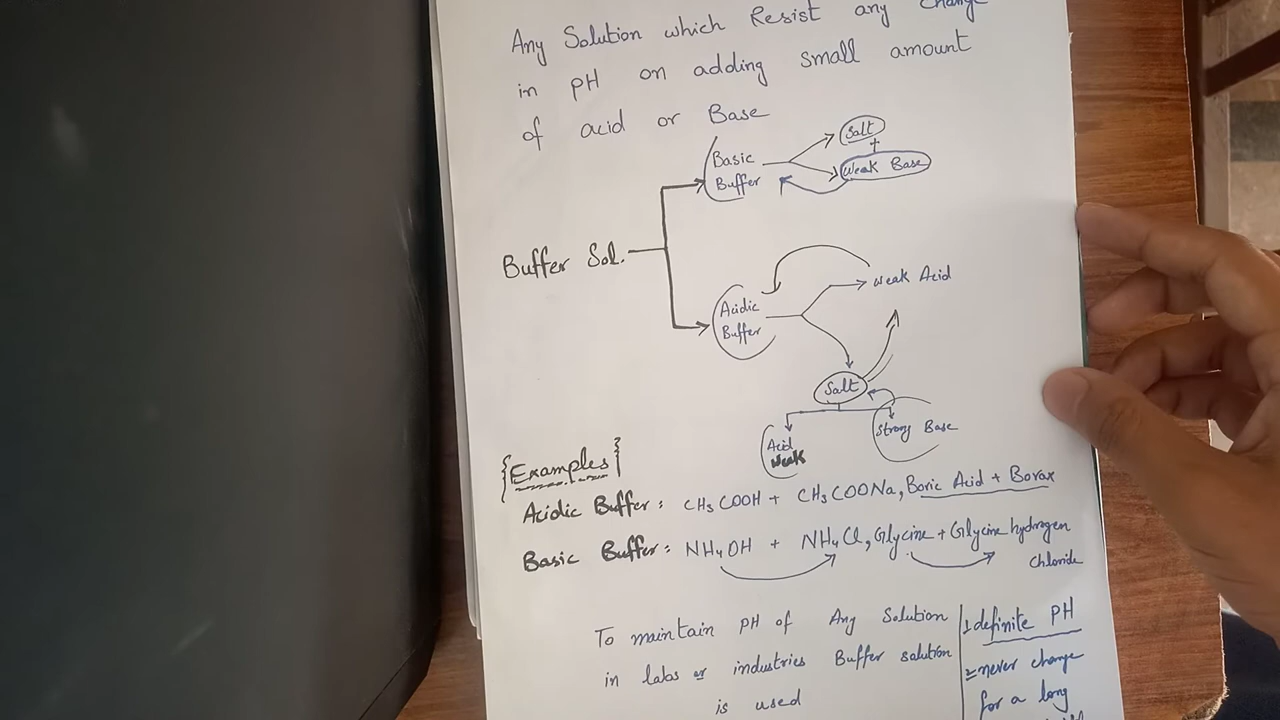 Any Solution which Resist any change
in pH on adding small amount
of acid or Base
Basic
Buffer
Salt
+
Weak Base
Buffer Sol.
Acidic
Buffer
Weak Acid
Salt
Acid
Weak
Strong Base
{Examples}
Acidic Buffer: CH3COOH + CH3COONa, Boric Acid + Borax
Basic Buffer: NH4OH + NH4Cl, Glycine + Glycine hydrogen
chloride
To maintain pH of Any Solution
in labs or industries Buffer solution
is used
1 definite PH
2 never change
for a long